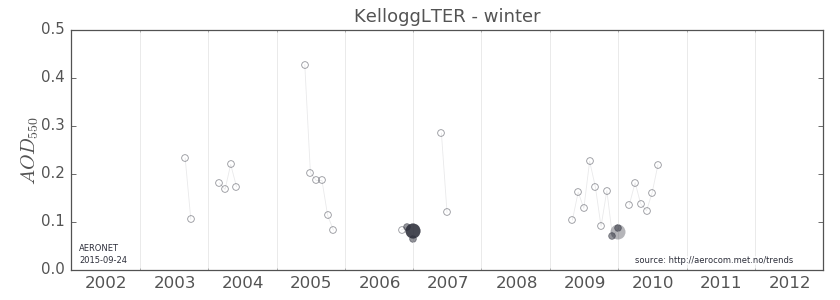 KelloggLTER - winter
0.5
0.4
0.3
0.2
0.1
0.0
AOD550
AERONET
2015-09-24
source: http://aerocom.met.no/trends
2002 2003 2004 2005 2006 2007 2008 2009 2010 2011 2012